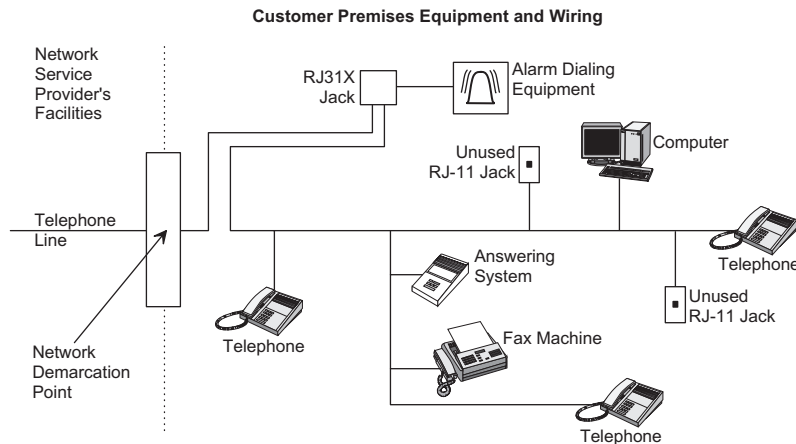 Customer Premises Equipment and Wiring
Network
Service
Provider's
Facilities
RJ31X
Jack
Alarm Dialing
Equipment
Unused
RJ-11 Jack
Computer
Telephone
Line
Answering
System
Telephone
Telephone
Unused
RJ-11 Jack
Fax Machine
Network
Demarcation
Point
Telephone